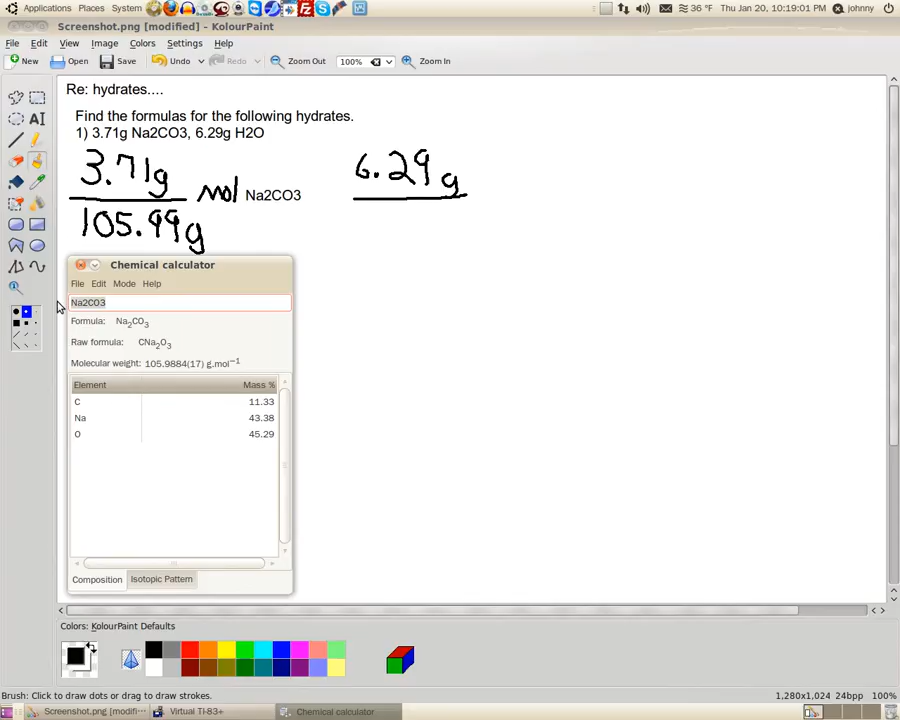 Applications Places System 36 °F Thu Jan 20, 10:19:01 PM johnny
Screenshot.png [modified] - KolourPaint
File Edit View Image Colors Settings Help
New Open Save Undo Redo Zoom Out 100% Zoom In
Re: hydrates....
Find the formulas for the following hydrates.
1) 3.71g Na2CO3, 6.29g H2O
3.71g 6.29 g
mol Na2CO3
105.99g
Chemical calculator
File Edit Mode Help
Na2CO3
Formula: Na2CO3
Raw formula: CNa2O3
Molecular weight: 105.9884(17) g.mol−1
Element Mass %
C 11.33
Na 43.38
O 45.29
Composition Isotopic Pattern
Colors: KolourPaint Defaults
Brush: Click to draw dots or drag to draw strokes. 1,280x1,024 24bpp 100%
Screenshot.png [modifi... Virtual TI-83+ Chemical calculator